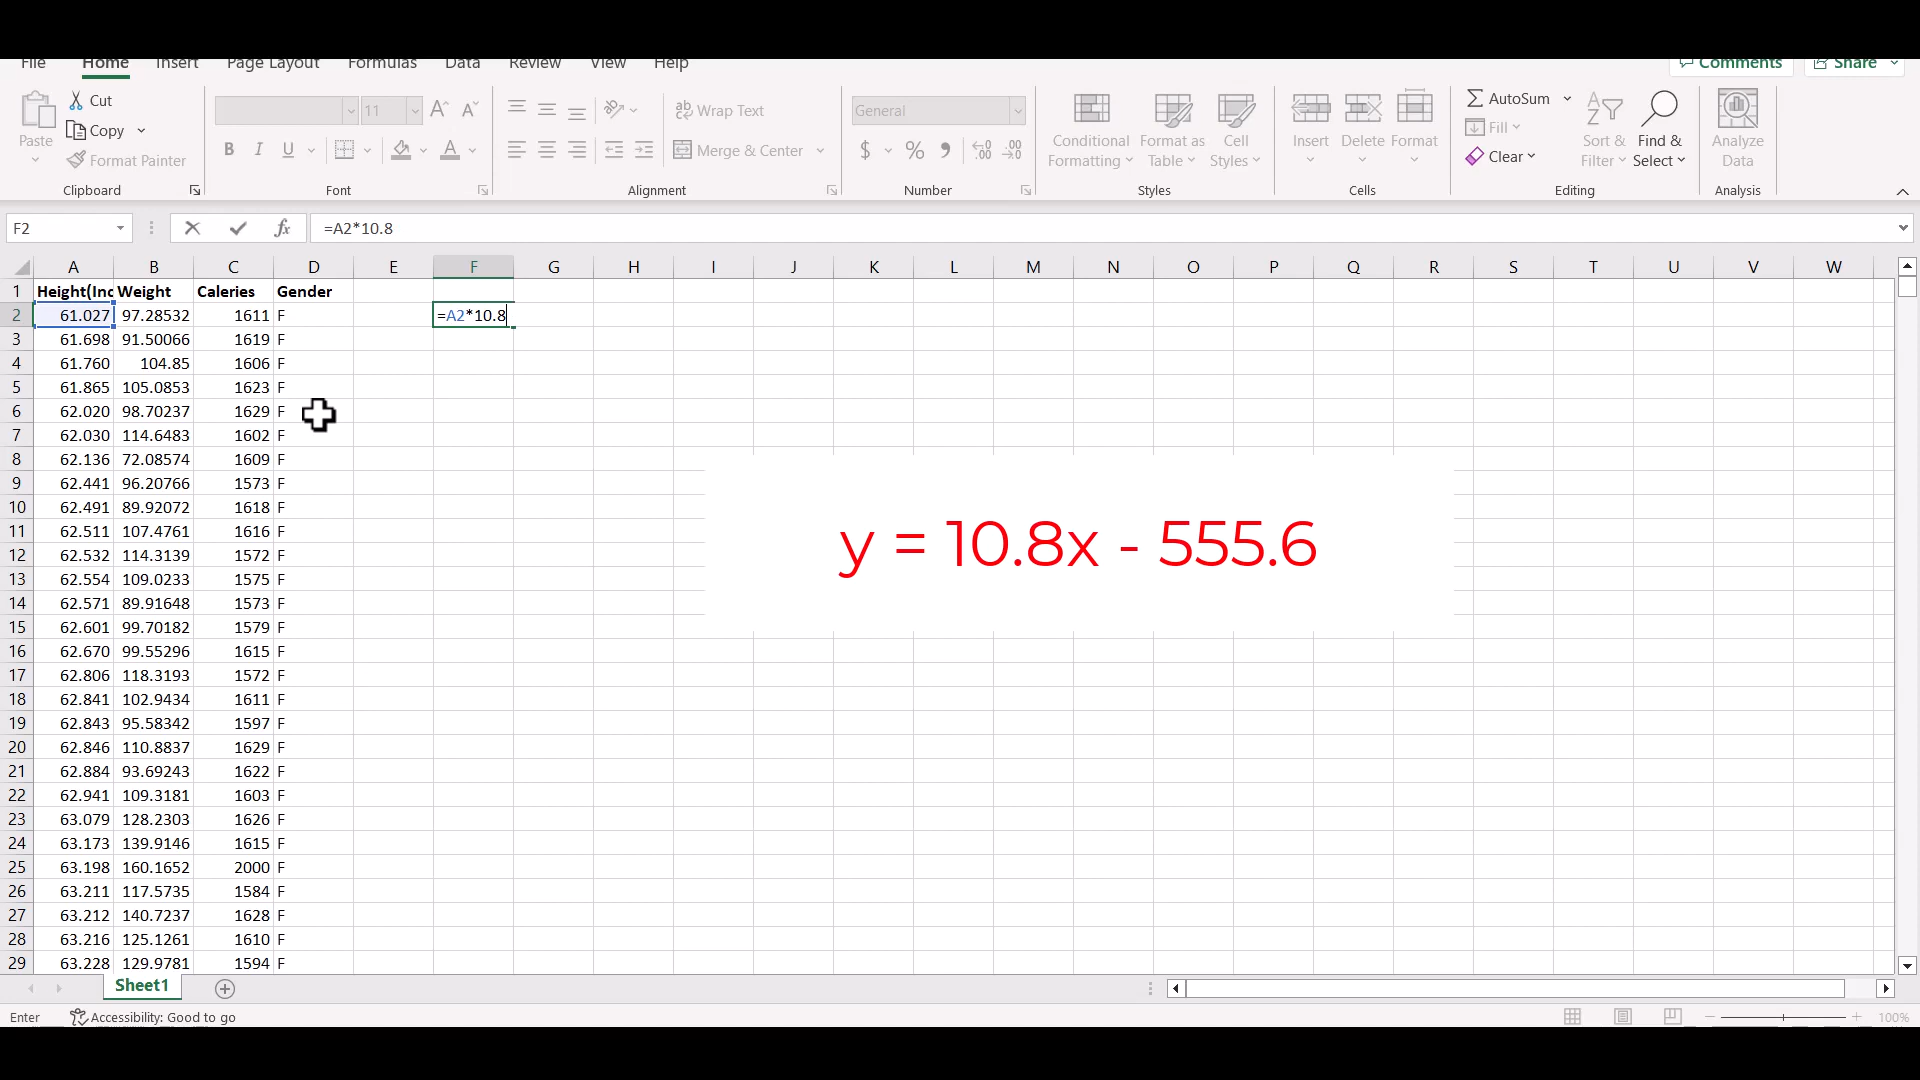 File Home Insert Page Layout Formulas Data Review View Help Comments Share
Cut
Copy
Format Painter
Paste
Clipboard
11
B I U
Font
Wrap Text
Merge & Center
Alignment
General
$ % 9 .00
Number
Conditional Formatting
Format as Table
Cell Styles
Styles
Insert Delete Format
Cells
AutoSum
Fill
Clear
Sort & Filter
Find & Select
Editing
Analyze Data
Analysis
F2 fx =A2*10.8
A B C D E F G H I J K L M N O P Q R S T U V W
1 Height(Inc Weight Caleries Gender
2 61.027 97.28532 1611 F =A2*10.8
3 61.698 91.50066 1619 F
4 61.760 104.85 1606 F
5 61.865 105.0853 1623 F
6 62.020 98.70237 1629 F
7 62.030 114.6483 1602 F
8 62.136 72.08574 1609 F
9 62.441 96.20766 1573 F
10 62.491 89.92072 1618 F
11 62.511 107.4761 1616 F
12 62.532 114.3139 1572 F
13 62.554 109.0233 1575 F
14 62.571 89.91648 1573 F
15 62.601 99.70182 1579 F
16 62.670 99.55296 1615 F
17 62.806 118.3193 1572 F
18 62.841 102.9434 1611 F
19 62.843 95.58342 1597 F
20 62.846 110.8837 1629 F
21 62.884 93.69243 1622 F
22 62.941 109.3181 1603 F
23 63.079 128.2303 1626 F
24 63.173 139.9146 1615 F
25 63.198 160.1652 2000 F
26 63.211 117.5735 1584 F
27 63.212 140.7237 1628 F
28 63.216 125.1261 1610 F
29 63.228 129.9781 1594 F
y = 10.8x - 555.6
Sheet1
Enter Accessibility: Good to go 100%